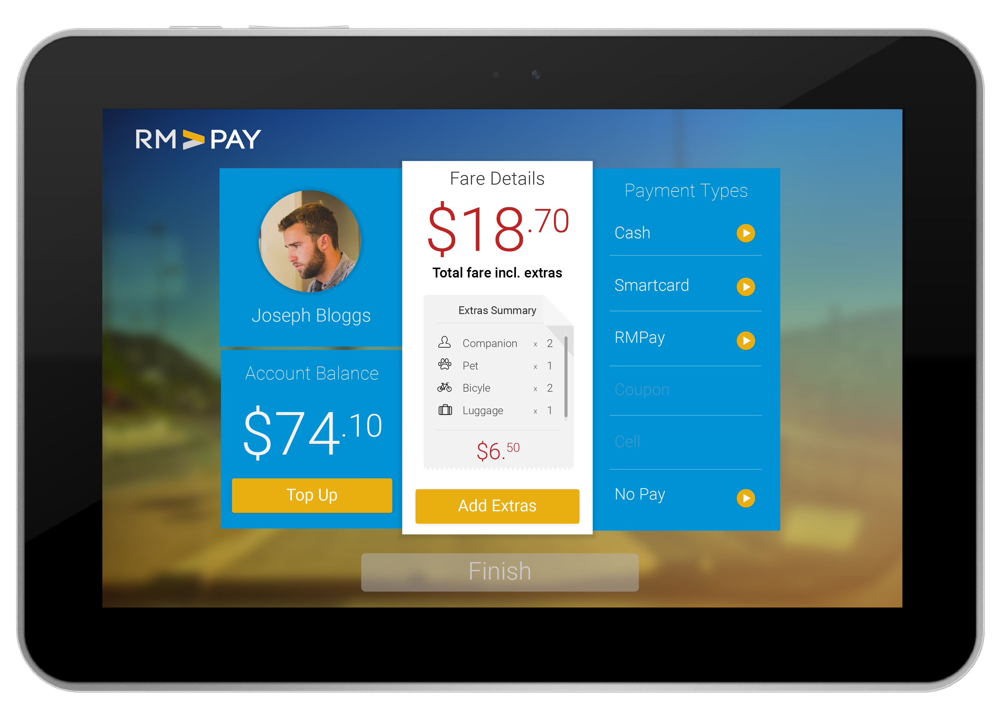 RM PAY
Joseph Bloggs
Account Balance
$74.10
Top Up
Fare Details
$18.70
Total fare incl. extras
Extras Summary
Companion x 2
Pet x 1
Bicyle x 2
Luggage x 1
$6.50
Add Extras
Payment Types
Cash
Smartcard
RMPay
Coupon
Cell
No Pay
Finish